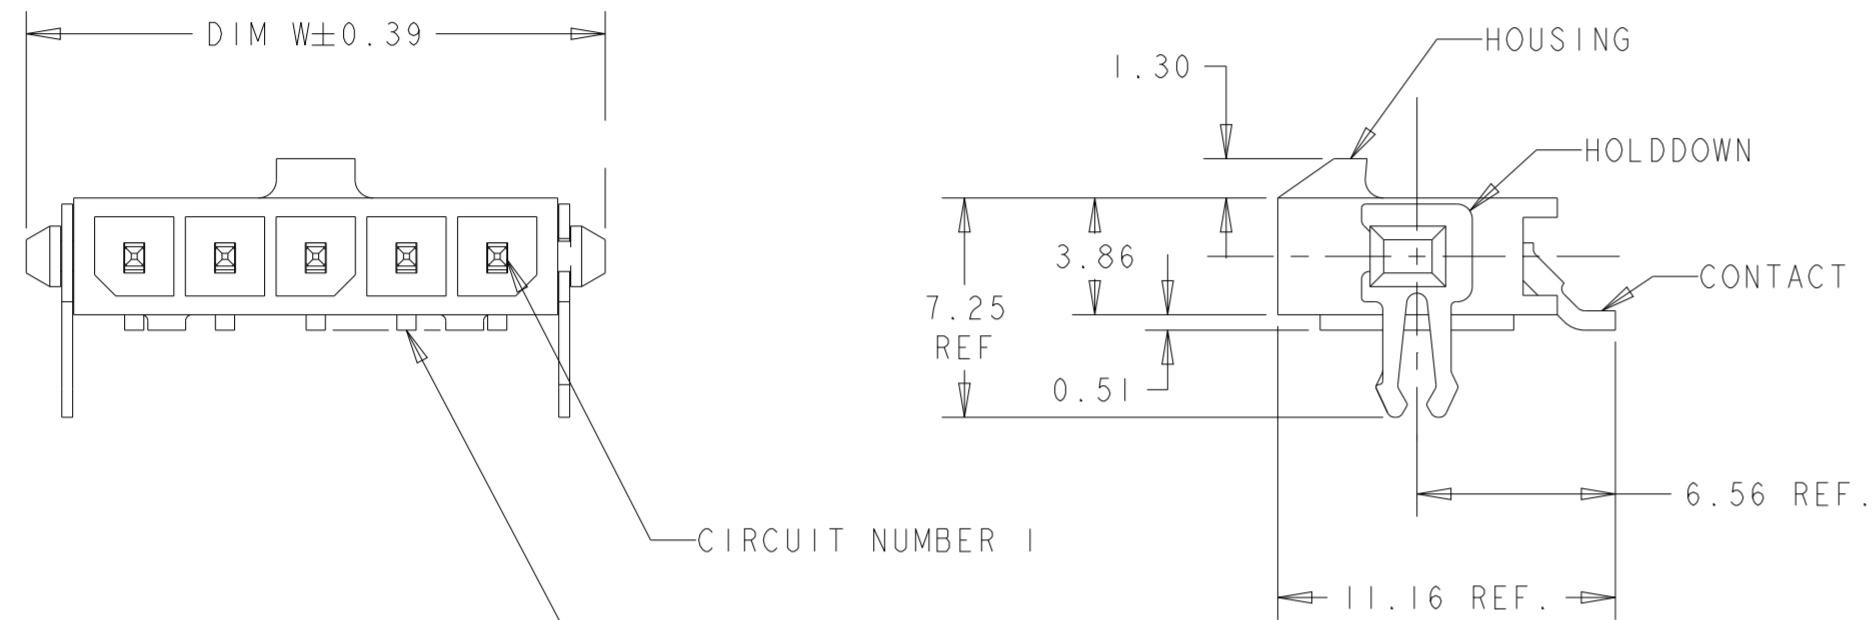 DIM W±0.39
CIRCUIT NUMBER 1
HOUSING
1.30
HOLDDOWN
3.86
CONTACT
7.25
REF
0.51
6.56 REF.
11.16 REF.